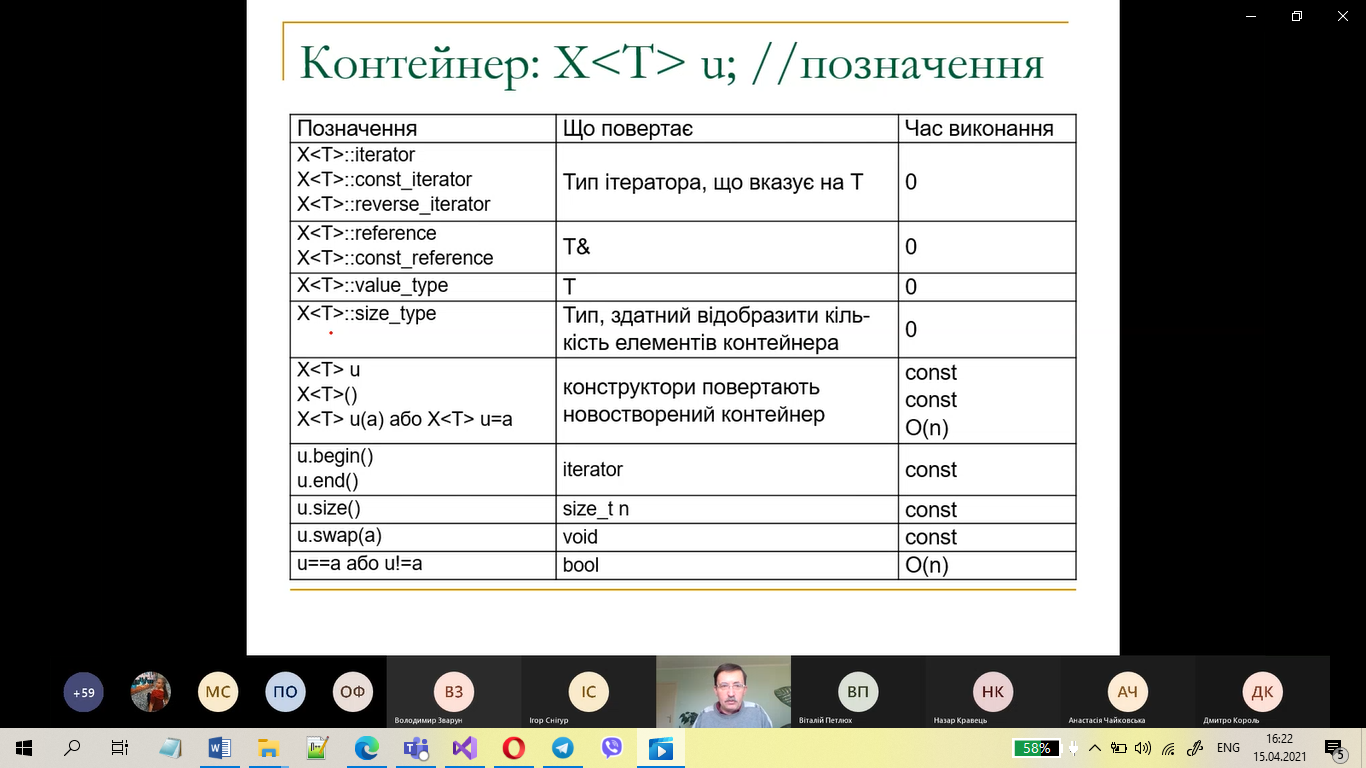 Контейнер: X<T> u; //позначення
Позначення
Що повертає
Час виконання
X<T>::iterator
X<T>::const_iterator
X<T>::reverse_iterator
Тип ітератора, що вказує на T
0
X<T>::reference
X<T>::const_reference
T&
0
X<T>::value_type
T
0
X<T>::size_type
Тип, здатний відобразити кіль-
кість елементів контейнера
0
X<T> u
X<T>()
X<T> u(a) або X<T> u=a
конструктори повертають
новостворений контейнер
const
const
O(n)
u.begin()
u.end()
iterator
const
u.size()
size_t n
const
u.swap(a)
void
const
u==a або u!=a
bool
O(n)
+59
МС
ПО
ОФ
ВЗ
Володимир Зварун
ІС
Ігор Снігур
ВП
Віталій Петлюх
НК
Назар Кравець
АЧ
Анастасія Чайковська
ДК
Дмитро Король
58%
ENG
16:22
15.04.2021
5